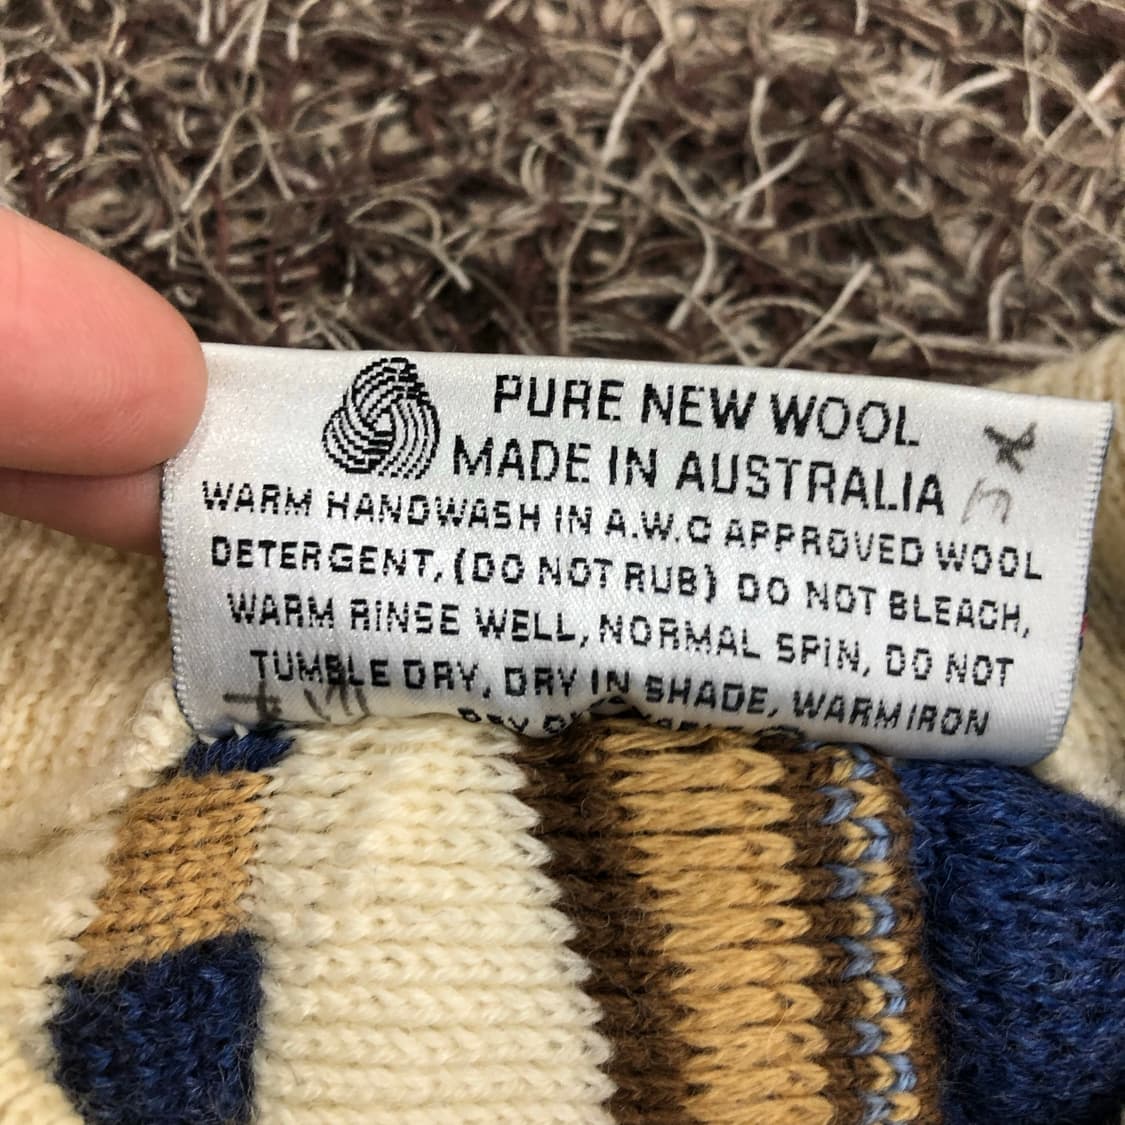 PURE NEW WOOL
MADE IN AUSTRALIA
WARM HANDWASH IN A.W.C APPROVED WOOL
DETERGENT, (DO NOT RUB) DO NOT BLEACH,
WARM RINSE WELL, NORMAL SPIN, DO NOT
TUMBLE DRY, DRY IN SHADE, WARM IRON
DRY